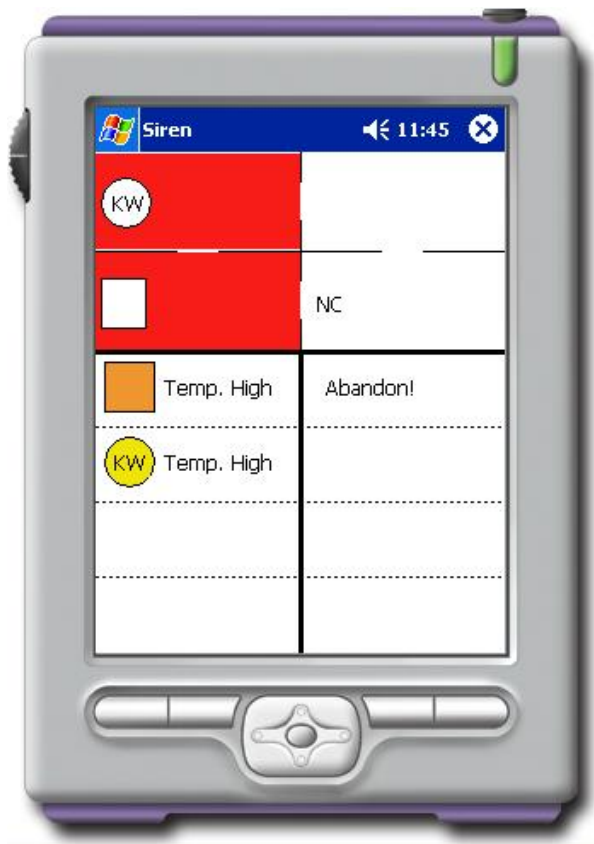 Siren 11:45
KW
NC
Temp. High Abandon!
KW Temp. High